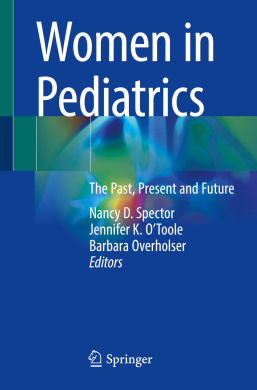 Women in
Pediatrics
The Past, Present and Future
Nancy D. Spector
Jennifer K. O'Toole
Barbara Overholser
Editors
Springer